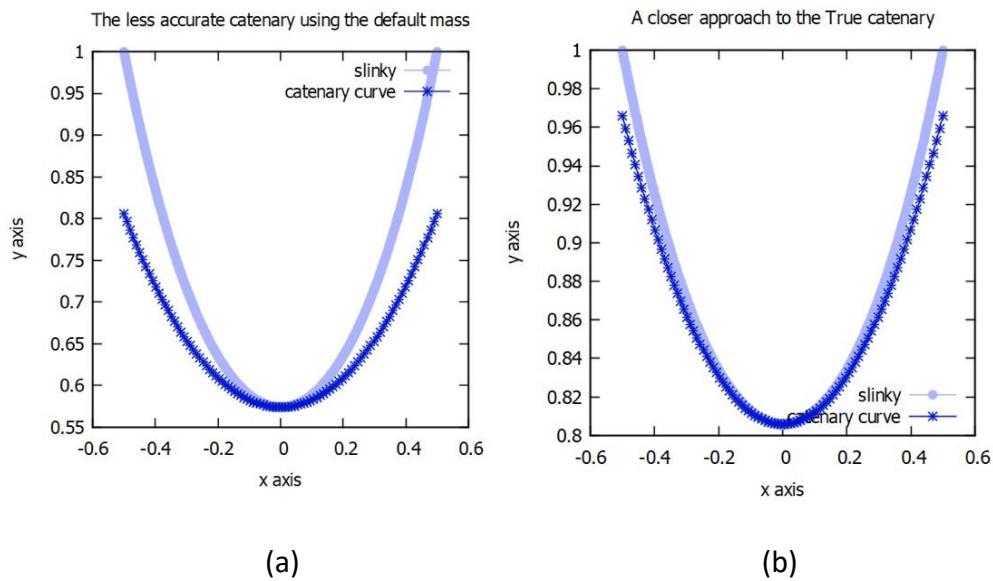 The less accurate catenary using the default mass
1
0.95
0.9
0.85
0.8
0.75
0.7
0.65
0.6
0.55
y axis
slinky
catenary curve
-0.6
-0.4
-0.2
0
0.2
0.4
0.6
x axis
(a)
A closer approach to the True catenary
1
0.98
0.96
0.94
0.92
0.9
0.88
0.86
0.84
0.82
0.8
y axis
slinky
catenary curve
-0.6
-0.4
-0.2
0
0.2
0.4
0.6
x axis
(b)